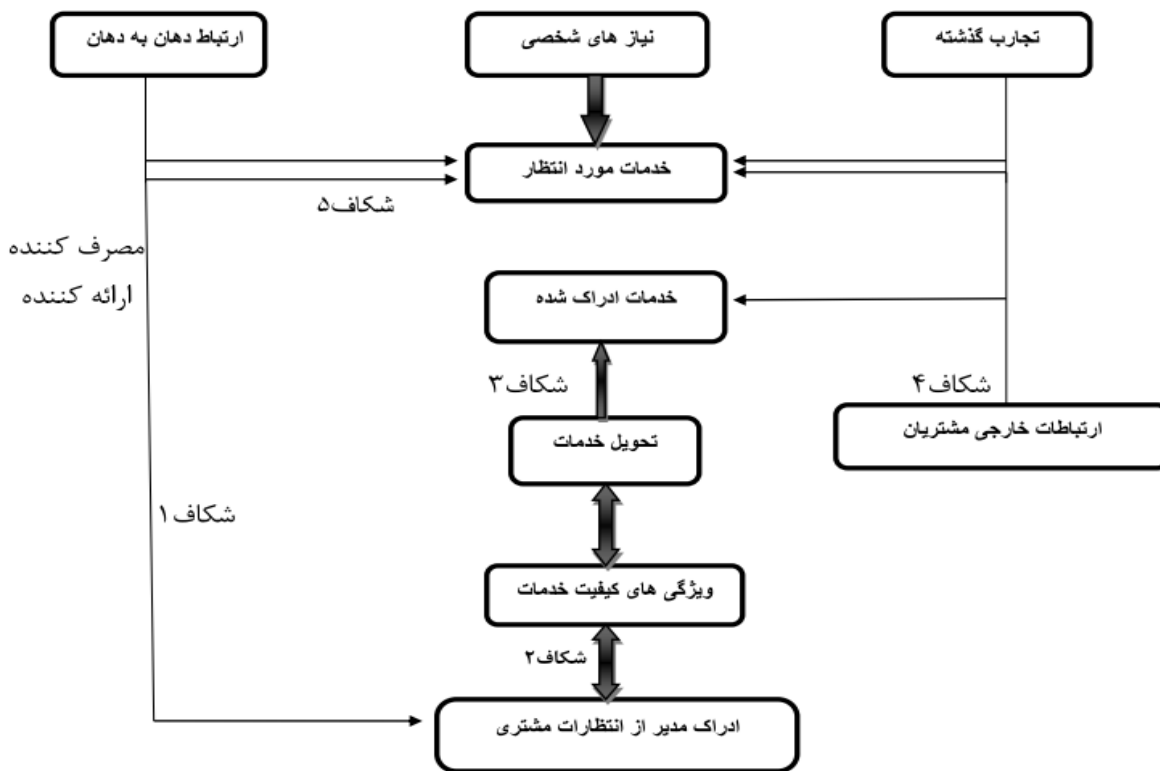 تجارب گذشته
نیاز های شخصی
ارتباط دهان به دهان
خدمات مورد انتظار
شکاف۵
مصرف کننده
ارائه کننده
خدمات ادراک شده
شکاف۴
شکاف۳
ارتباطات خارجی مشتریان
تحویل خدمات
شکاف۱
ویژگی های کیفیت خدمات
شکاف۲
ادراک مدیر از انتظارات مشتری